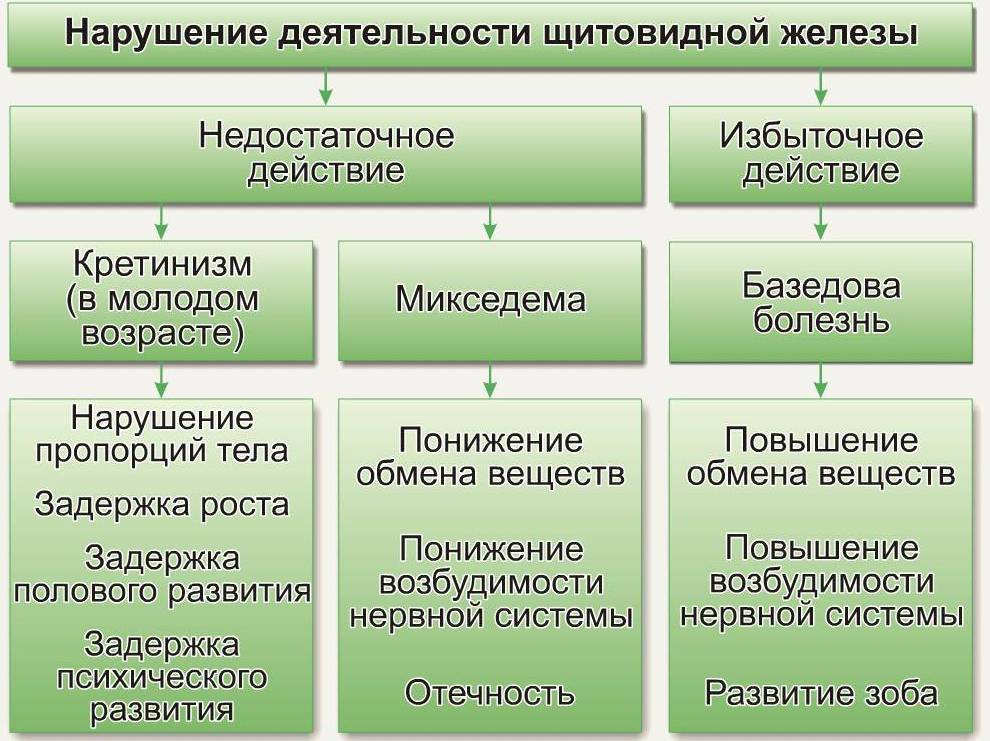 Нарушение деятельности щитовидной железы
Недостаточное
действие
Избыточное
действие
Кретинизм
(в молодом
возрасте)
Микседема
Базедова
болезнь
Нарушение
пропорций тела
Задержка роста
Задержка
полового развития
Задержка
психического
развития
Понижение
обмена веществ
Понижение
возбудимости
нервной системы
Отечность
Повышение
обмена веществ
Повышение
возбудимости
нервной системы
Развитие зоба